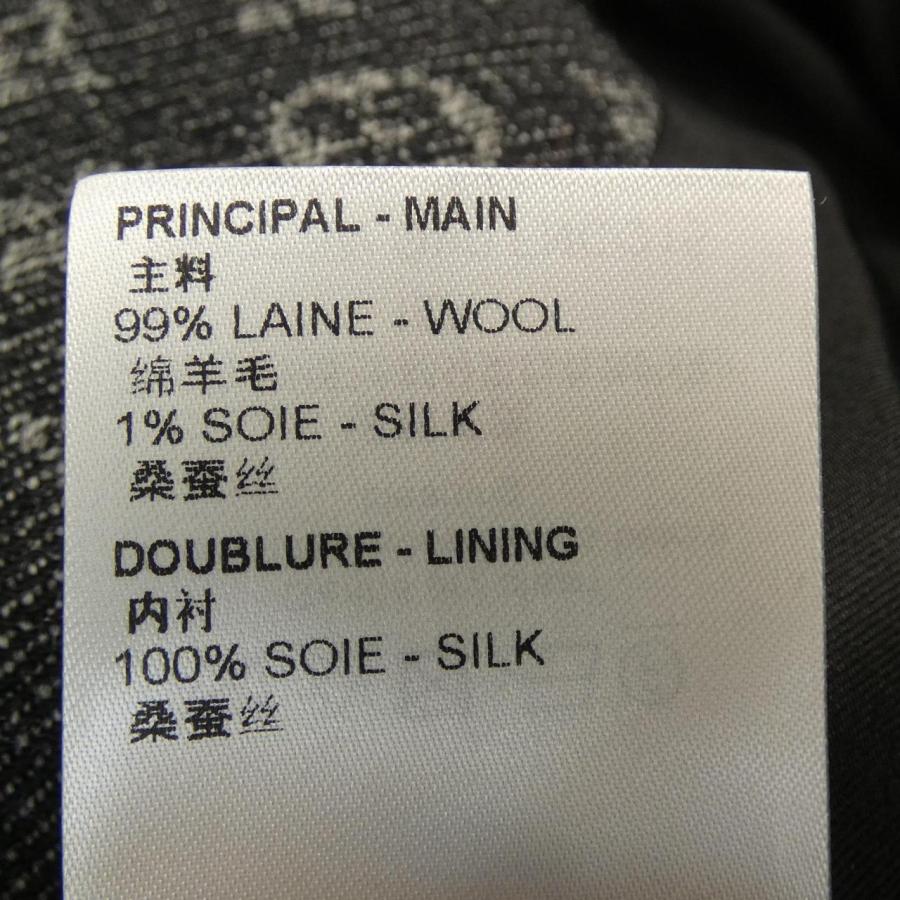 PRINCIPAL - MAIN
主料
99% LAINE - WOOL
绵羊毛
1% SOIE - SILK
桑蚕丝
DOUBLURE - LINING
内衬
100% SOIE - SILK
桑蚕丝